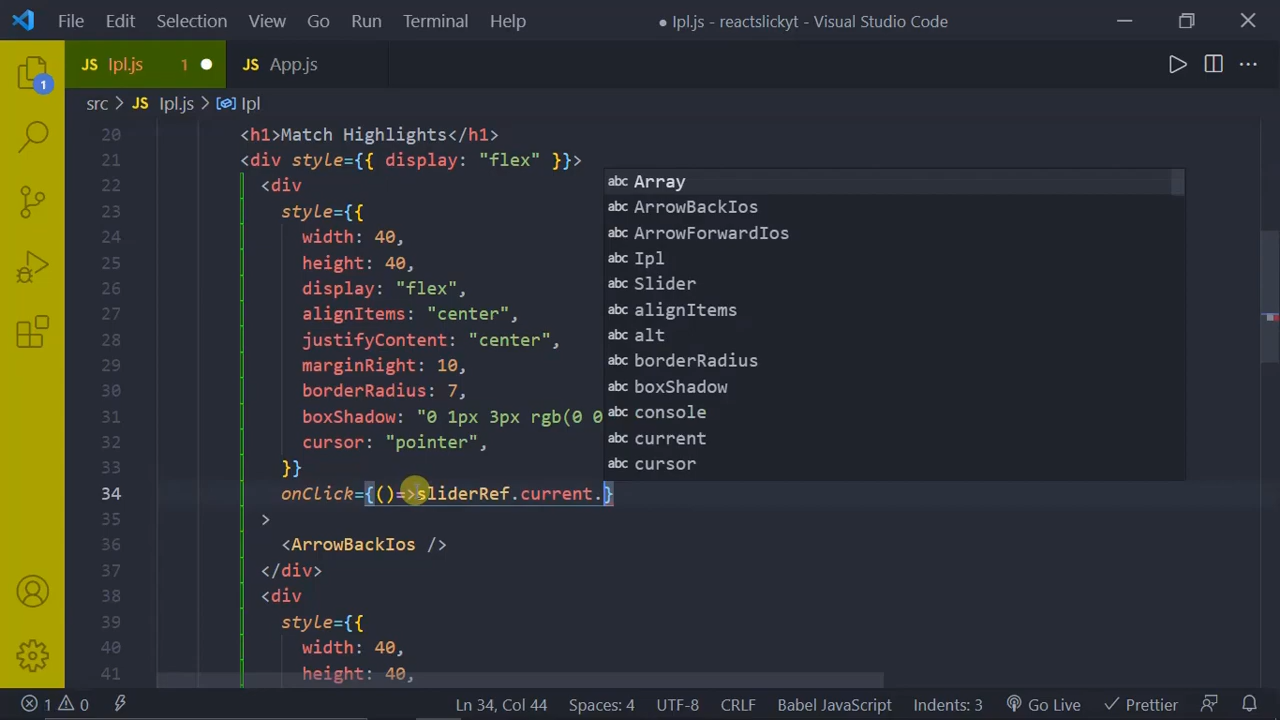 File Edit Selection View Go Run Terminal Help ● Ipl.js - reactslickyt - Visual Studio Code
JS Ipl.js 1 JS App.js
src > JS Ipl.js > Ipl
1
20 <h1>Match Highlights</h1>
21 <div style={{ display: "flex" }}>
22 <div
23 style={{
24 width: 40,
25 height: 40,
26 display: "flex",
27 alignItems: "center",
28 justifyContent: "center",
29 marginRight: 10,
30 borderRadius: 7,
31 boxShadow: "0 1px 3px rgb(0 0
32 cursor: "pointer",
33 }}
34 onClick={()=>sliderRef.current.}
35 >
36 <ArrowBackIos />
37 </div>
38 <div
39 style={{
40 width: 40,
41 height: 40,
abc Array
abc ArrowBackIos
abc ArrowForwardIos
abc Ipl
abc Slider
abc alignItems
abc alt
abc borderRadius
abc boxShadow
abc console
abc current
abc cursor
1 0 Ln 34, Col 44 Spaces: 4 UTF-8 CRLF Babel JavaScript Indents: 3 Go Live Prettier